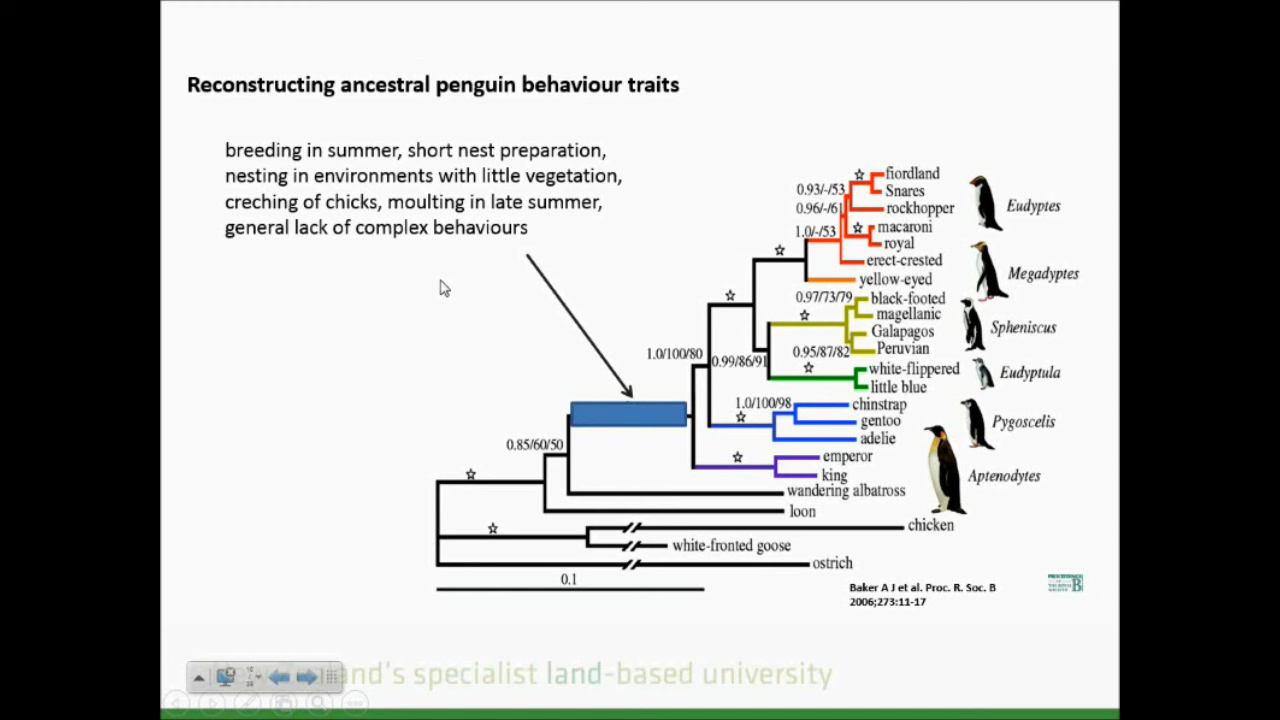 Reconstructing ancestral penguin behaviour traits
breeding in summer, short nest preparation,
nesting in environments with little vegetation,
creching of chicks, moulting in late summer,
general lack of complex behaviours
fiordland
0.93/-/53
Snares
0.96/-/61
rockhopper
Eudyptes
macaroni
1.0/-/53
royal
erect-crested
yellow-eyed
Megadyptes
0.97/73/79
black-footed
magellanic
Galapagos
Spheniscus
0.95/87/82
Peruvian
1.0/100/80
0.99/86/91
white-flippered
Eudyptula
little blue
1.0/100/98
chinstrap
gentoo
Pygoscelis
adelie
0.85/60/50
emperor
king
Aptenodytes
wandering albatross
loon
chicken
white-fronted goose
ostrich
0.1
Baker A J et al. Proc. R. Soc. B
2006;273:11-17
B
and's specialist land-based university